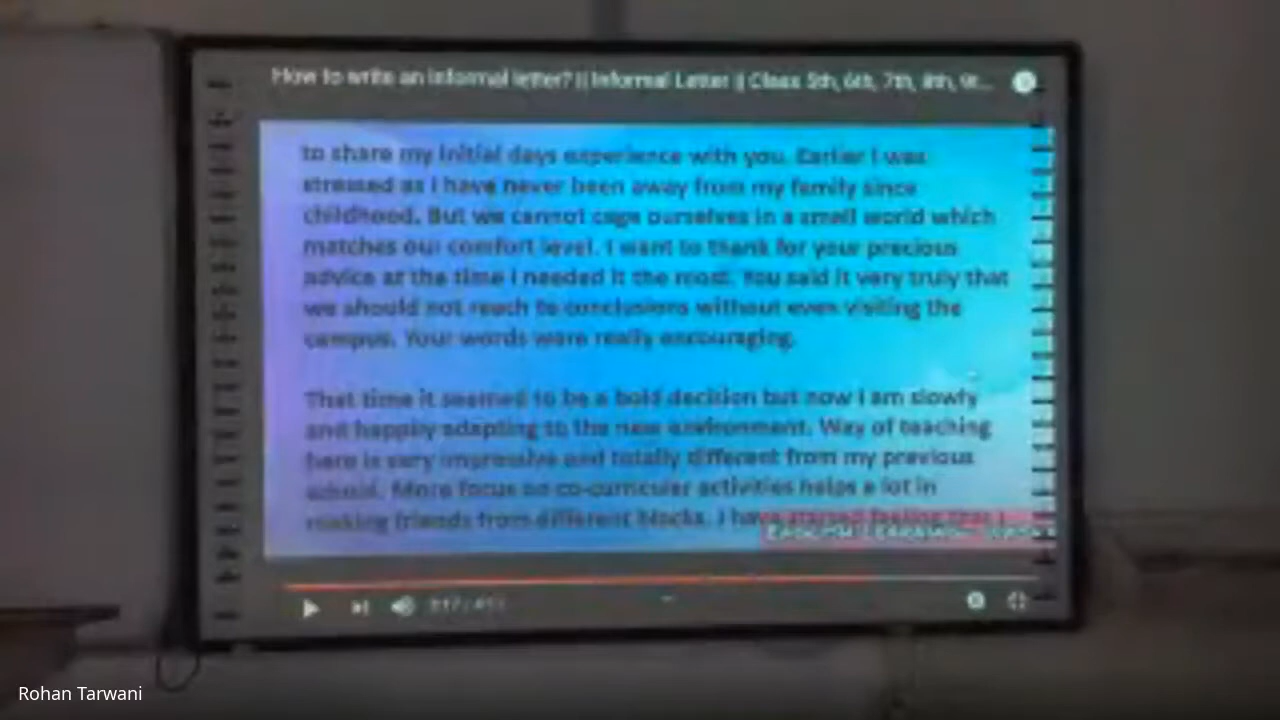 How to write an informal letter? || Informal Letter || Class 5th, 6th, 7th, 8th, 9t...
to share my initial days experience with you. Earlier I was
stressed as I have never been away from my family since
childhood. But we cannot cage ourselves in a small world which
matches our comfort level. I want to thank for your precious
advice at the time I needed it the most. You said it very truly that
we should not reach to conclusions without even visiting the
campus. Your words were really encouraging.
That time it seemed to be a bold decision but now I am slowly
and happily adapting to the new environment. Way of teaching
here is very impressive and totally different from my previous
school. More focus on co-curricular activities helps a lot in
making friends from different blocks. I have started feeling that I
Rohan Tarwani